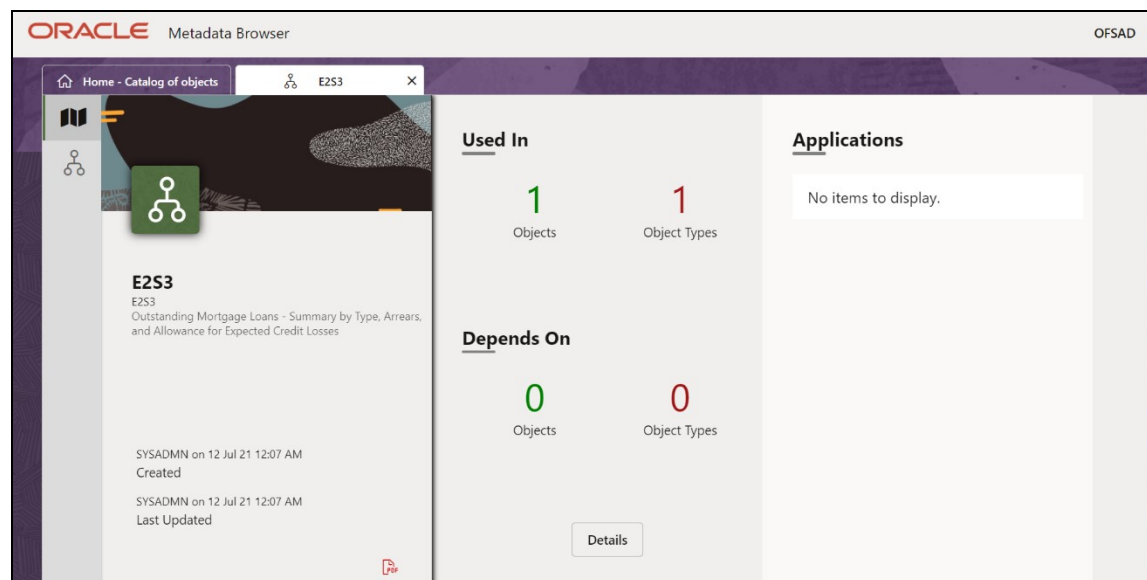 ORACLE Metadata Browser
OFSAD
Home - Catalog of objects
E2S3
E2S3
E2S3
Outstanding Mortgage Loans - Summary by Type, Arrears,
and Allowance for Expected Credit Losses
SYSADMN on 12 Jul 21 12:07 AM
Created
SYSADMN on 12 Jul 21 12:07 AM
Last Updated
PDF
Used In
1 1
Objects Object Types
Depends On
0 0
Objects Object Types
Details
Applications
No items to display.